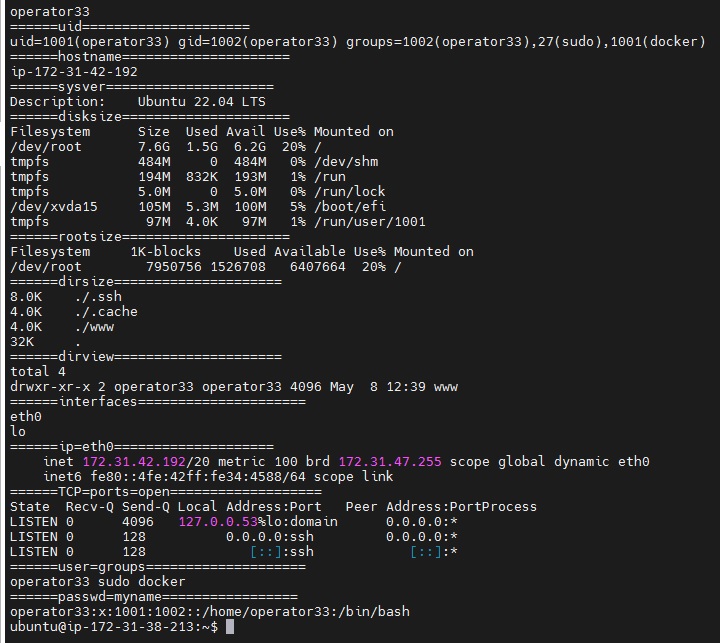 operator33
======uid=====================
uid=1001(operator33) gid=1002(operator33) groups=1002(operator33),27(sudo),1001(docker)
======hostname=====================
ip-172-31-42-192
======sysver=====================
Description:    Ubuntu 22.04 LTS
======disksize=====================
Filesystem      Size  Used Avail Use% Mounted on
/dev/root       7.6G  1.5G  6.2G  20% /
tmpfs           484M     0  484M   0% /dev/shm
tmpfs           194M  832K  193M   1% /run
tmpfs           5.0M     0  5.0M   0% /run/lock
/dev/xvda15     105M  5.3M  100M   5% /boot/efi
tmpfs            97M  4.0K   97M   1% /run/user/1001
======rootsize=====================
Filesystem     1K-blocks    Used Available Use% Mounted on
/dev/root        7950756 1526708   6407664  20% /
======dirsize=====================
8.0K    ./.ssh
4.0K    ./.cache
4.0K    ./www
32K     .
======dirview=====================
total 4
drwxr-xr-x 2 operator33 operator33 4096 May  8 12:39 www
======interfaces=====================
eth0
lo
======ip=eth0====================
    inet 172.31.42.192/20 metric 100 brd 172.31.47.255 scope global dynamic eth0
    inet6 fe80::4fe:42ff:fe34:4588/64 scope link
======TCP=ports=open===================
State  Recv-Q Send-Q Local Address:Port   Peer Address:PortProcess
LISTEN 0      4096   127.0.0.53%lo:domain      0.0.0.0:*
LISTEN 0      128          0.0.0.0:ssh         0.0.0.0:*
LISTEN 0      128             [::]:ssh            [::]:*
======user=groups====================
operator33 sudo docker
======passwd=myname=================
operator33:x:1001:1002::/home/operator33:/bin/bash
ubuntu@ip-172-31-38-213:~$